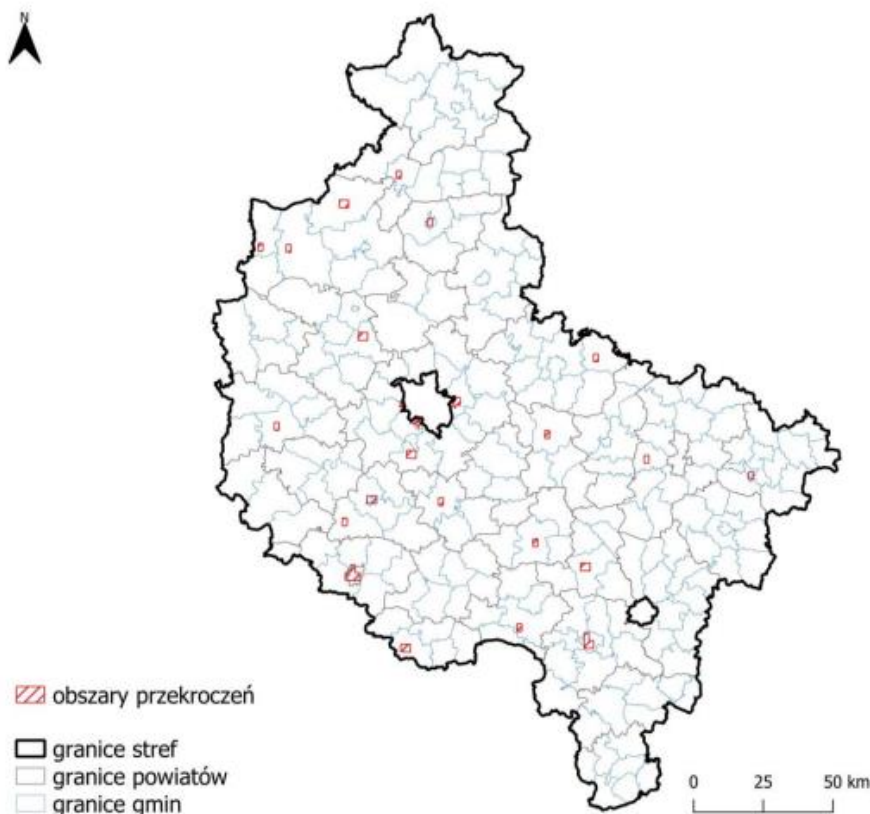 N
obszary przekroczeń
granice stref
granice powiatów
granice gmin
0 25 50 km